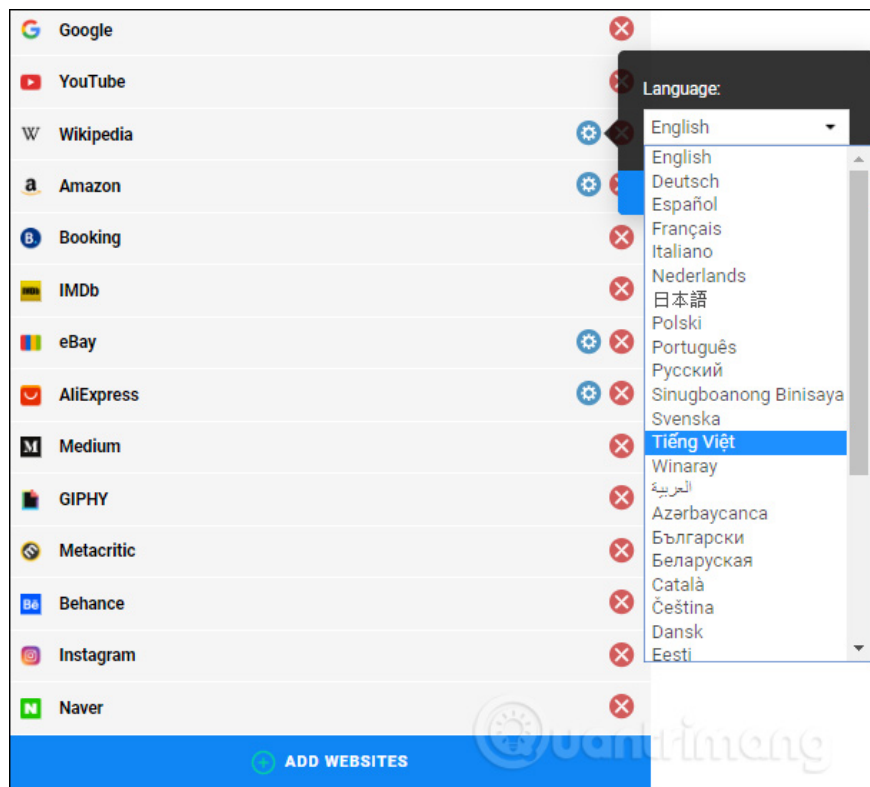 Google
YouTube
W Wikipedia
a Amazon
B. Booking
IMDb IMDb
eBay
AliExpress
M Medium
GIPHY
Metacritic
Bē Behance
Instagram
N Naver
ADD WEBSITES
Language:
English
English
Deutsch
Español
Français
Italiano
Nederlands
日本語
Polski
Português
Русский
Sinugboanong Binisaya
Svenska
Tiếng Việt
Winaray
العربية
Azərbaycanca
Български
Беларуская
Català
Čeština
Dansk
Eesti
Quantrimang